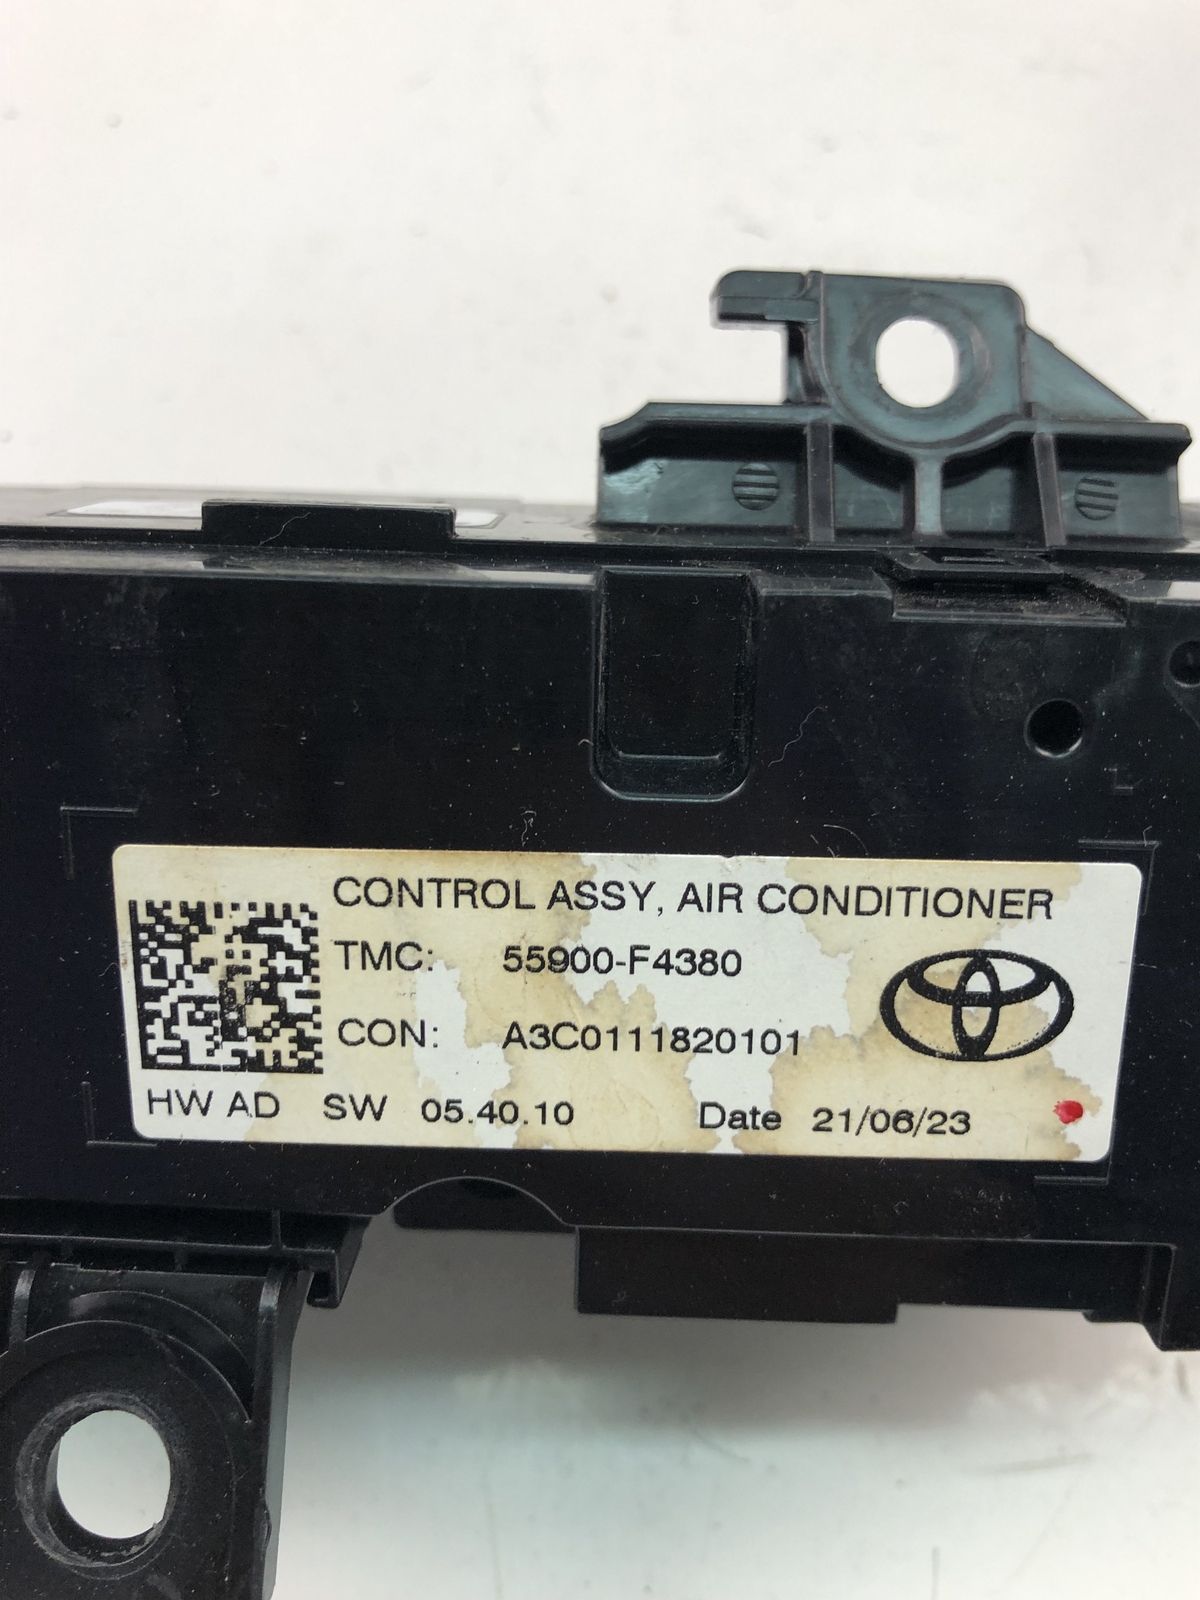 CONTROL ASSY, AIR CONDITIONER
TMC: 55900-F4380
CON: A3C0111820101
HW AD SW 05.40.10 Date 21/06/23